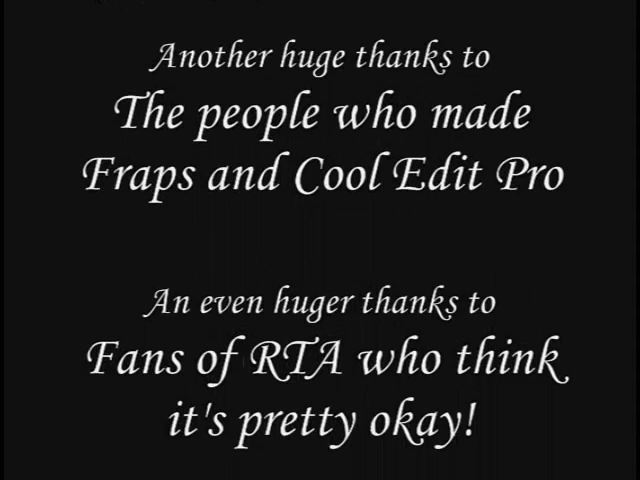 Another huge thanks to
The people who made
Fraps and Cool Edit Pro
An even huger thanks to
Fans of RTA who think
it's pretty okay!